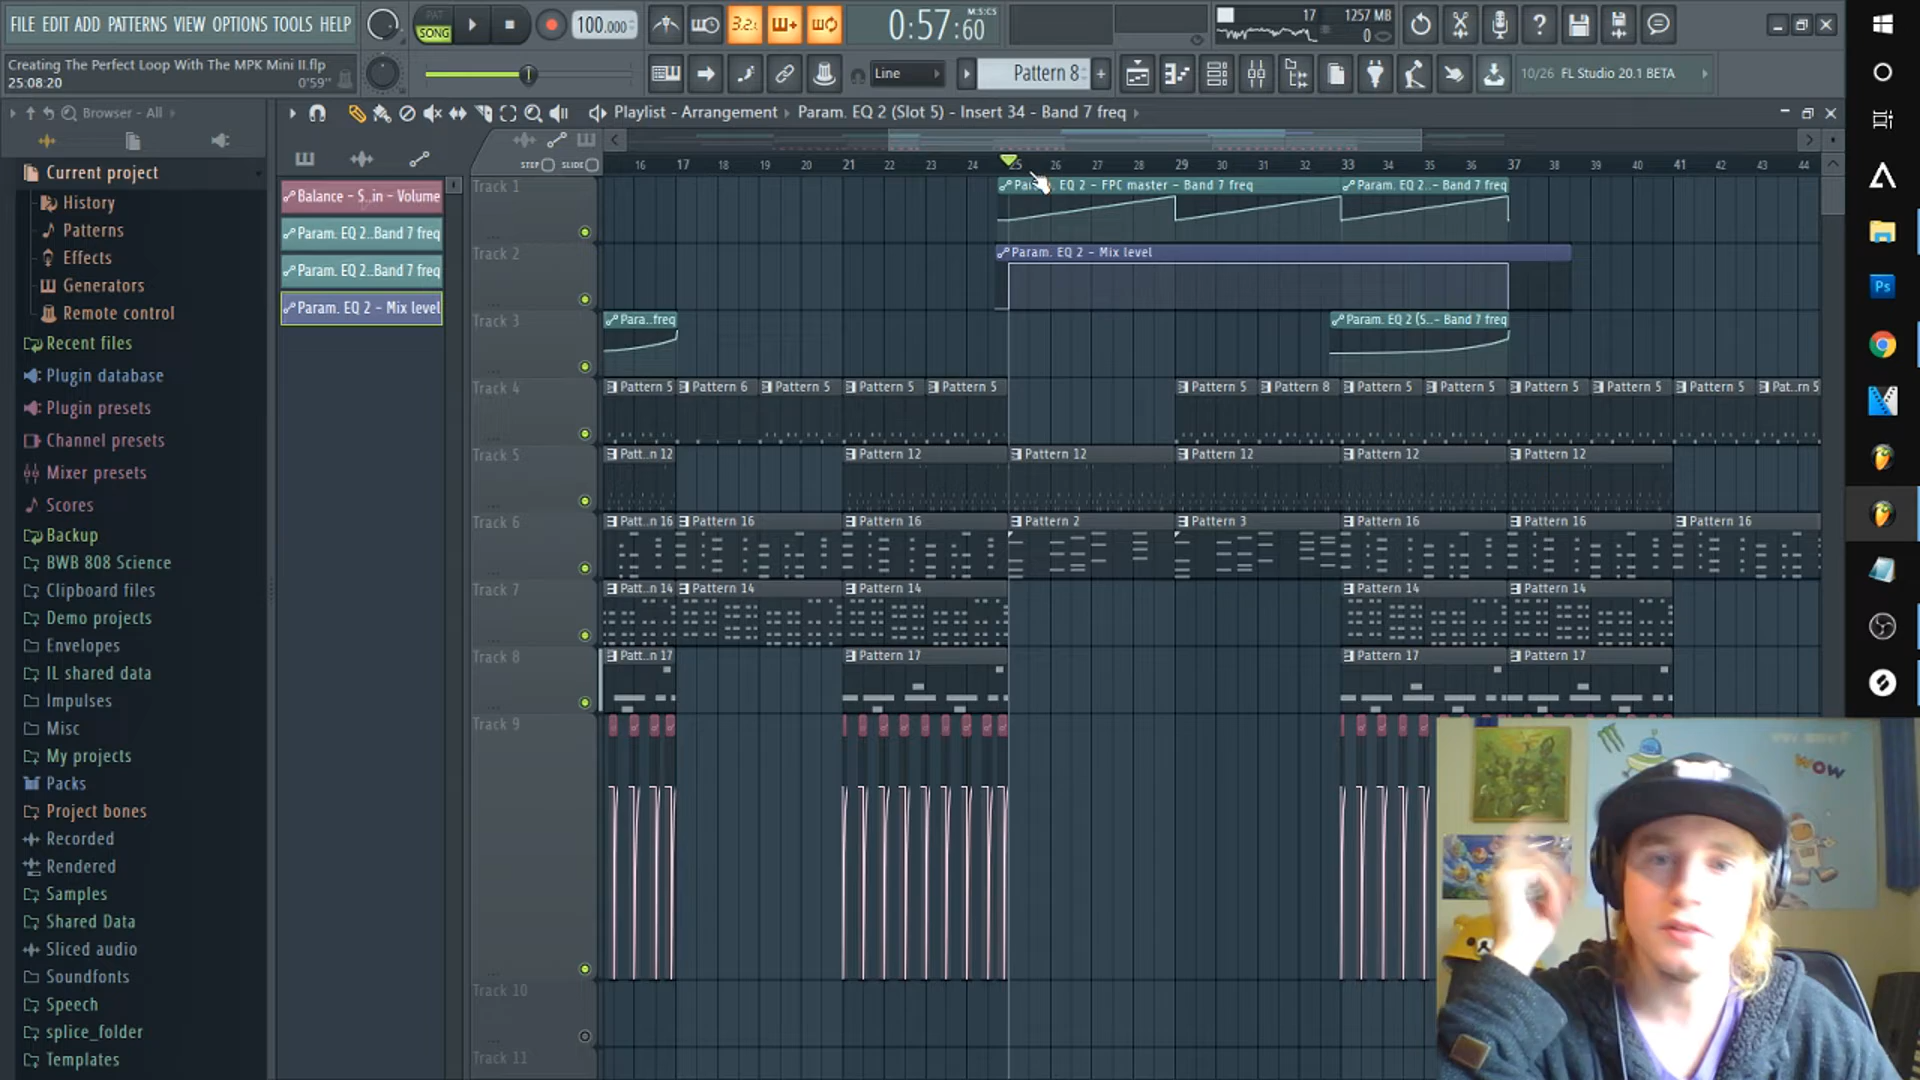 FILE EDIT ADD PATTERNS VIEW OPTIONS TOOLS HELP
PAT
SONG
100.000
3.2.
0:57:60
M:S:CS
17
1257 MB
0
Creating The Perfect Loop With The MPK Mini II.flp
25:08:20
0'59"
Line
Pattern 8
10/26 FL Studio 20.1 BETA
Browser - All
Playlist - Arrangement
Param. EQ 2 (Slot 5) - Insert 34 - Band 7 freq
STEP
SLIDE
16 17 18 19 20 21 22 23 24 25 26 27 28 29 30 31 32 33 34 35 36 37 38 39 40 41 42 43 44
Current project
History
Patterns
Effects
Generators
Remote control
Recent files
Plugin database
Plugin presets
Channel presets
Mixer presets
Scores
Backup
BWB 808 Science
Clipboard files
Demo projects
Envelopes
IL shared data
Impulses
Misc
My projects
Packs
Project bones
Recorded
Rendered
Samples
Shared Data
Sliced audio
Soundfonts
Speech
splice_folder
Templates
Balance - S..in - Volume
Param. EQ 2..Band 7 freq
Param. EQ 2..Band 7 freq
Param. EQ 2 - Mix level
Track 1
EQ 2 - FPC master - Band 7 freq
Param. EQ 2..- Band 7 freq
Track 2
Param. EQ 2 - Mix level
Track 3
Para..freq
Param. EQ 2 (S..- Band 7 freq
Track 4
Pattern 5 Pattern 6 Pattern 5 Pattern 5 Pattern 5 Pattern 5 Pattern 8 Pattern 5 Pattern 5 Pattern 5 Pattern 5 Pattern 5 Pat..rn 5
Track 5
Patt..n 12 Pattern 12 Pattern 12 Pattern 12 Pattern 12 Pattern 12
Track 6
Patt..n 16 Pattern 16 Pattern 16 Pattern 2 Pattern 3 Pattern 16 Pattern 16 Pattern 16
Track 7
Patt..n 14 Pattern 14 Pattern 14 Pattern 14 Pattern 14
Track 8
Patt..n 17 Pattern 17 Pattern 17 Pattern 17
Track 9
Track 10
Track 11
Ps
WOW